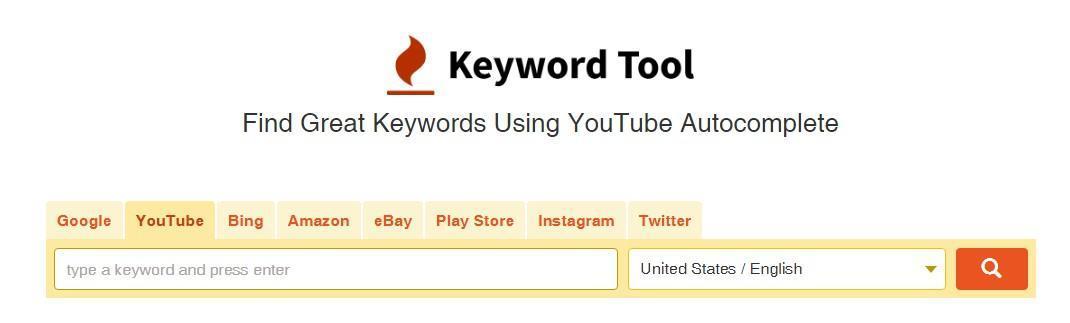 Keyword Tool
Find Great Keywords Using YouTube Autocomplete
Google YouTube Bing Amazon eBay Play Store Instagram Twitter
type a keyword and press enter United States / English